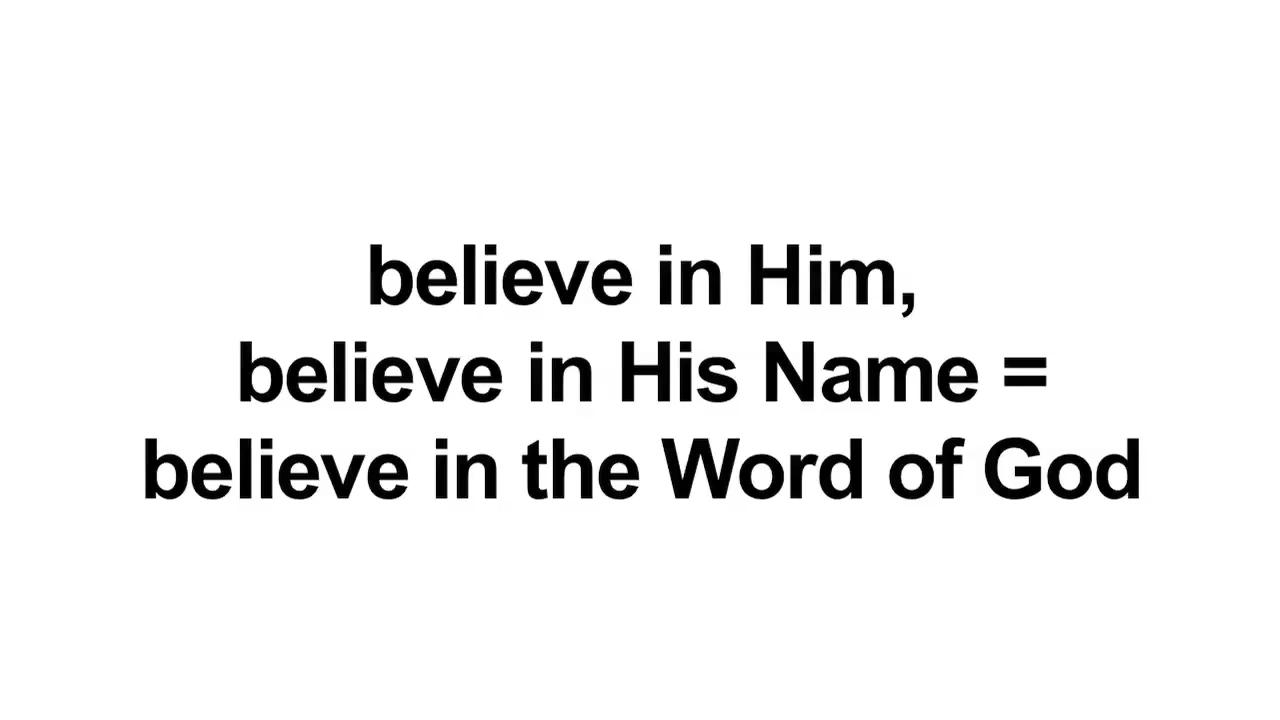 believe in Him,
believe in His Name =
believe in the Word of God